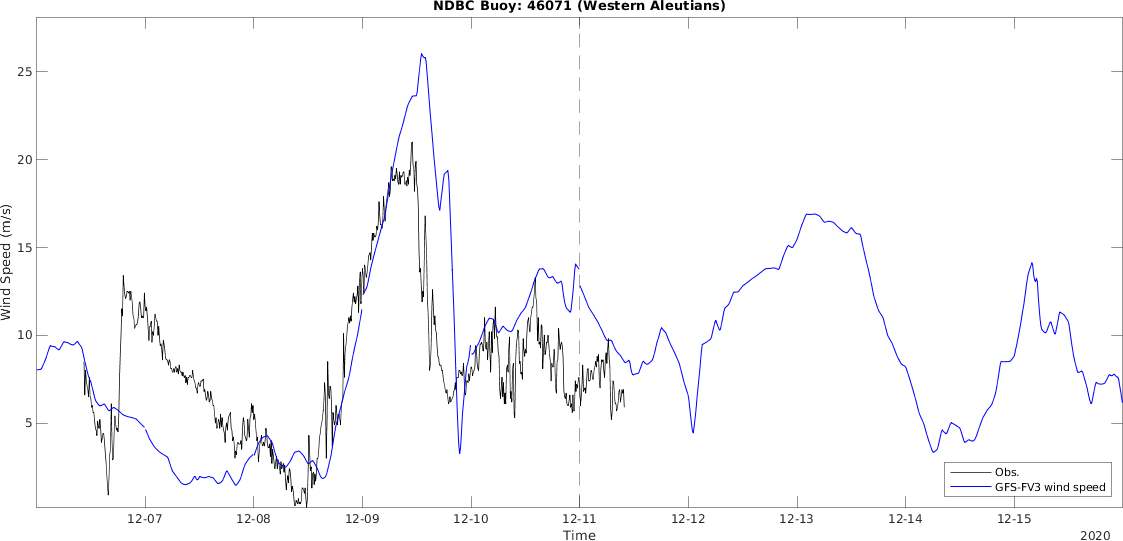 NDBC Buoy: 46071 (Western Aleutians)
Wind Speed (m/s)
25
20
15
10
5
12-07 12-08 12-09 12-10 12-11 12-12 12-13 12-14 12-15
Time
2020
Obs.
GFS-FV3 wind speed